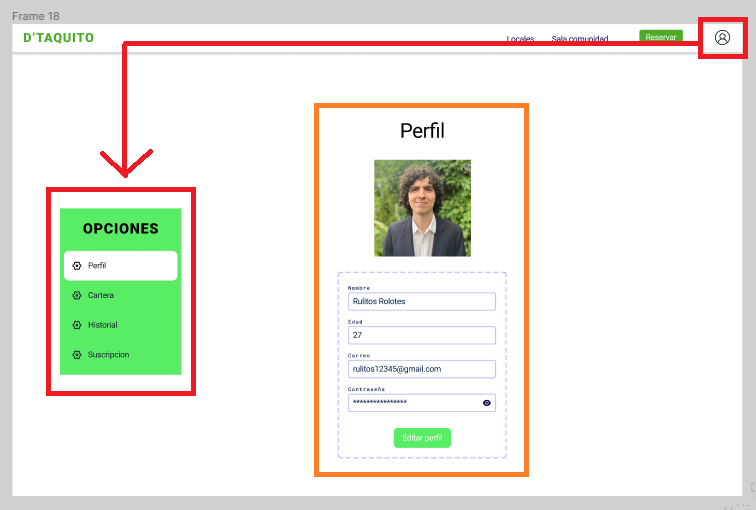 Frame 18
D'TAQUITO
Locales
Sala comunidad
Reservar
Perfil
OPCIONES
Perfil
Cartera
Historial
Suscripcion
Nombre
Rulitos Rolotes
Edad
27
Correo
rulitos12345@gmail.com
Contraseña
****************
Editar perfil